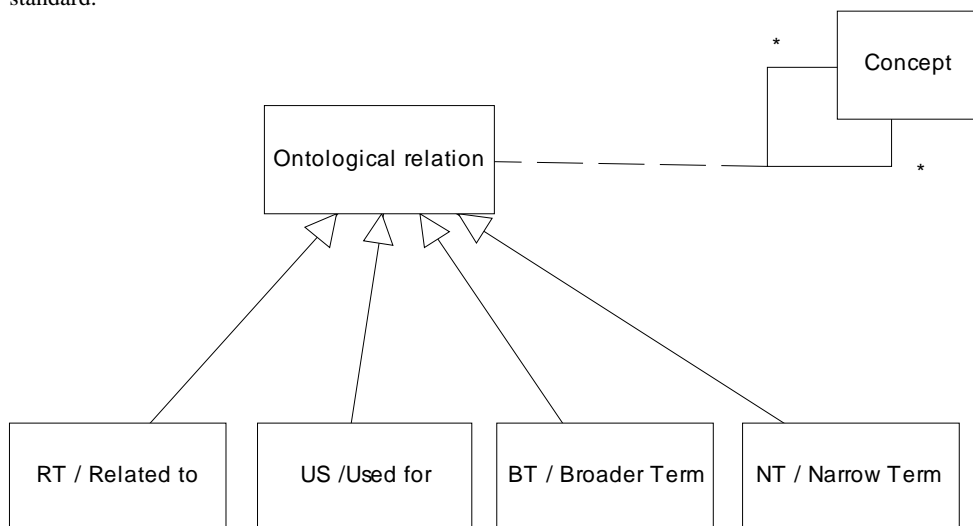 standard.
*
Concept
Ontological relation
*
RT / Related to
US /Used for
BT / Broader Term
NT / Narrow Term